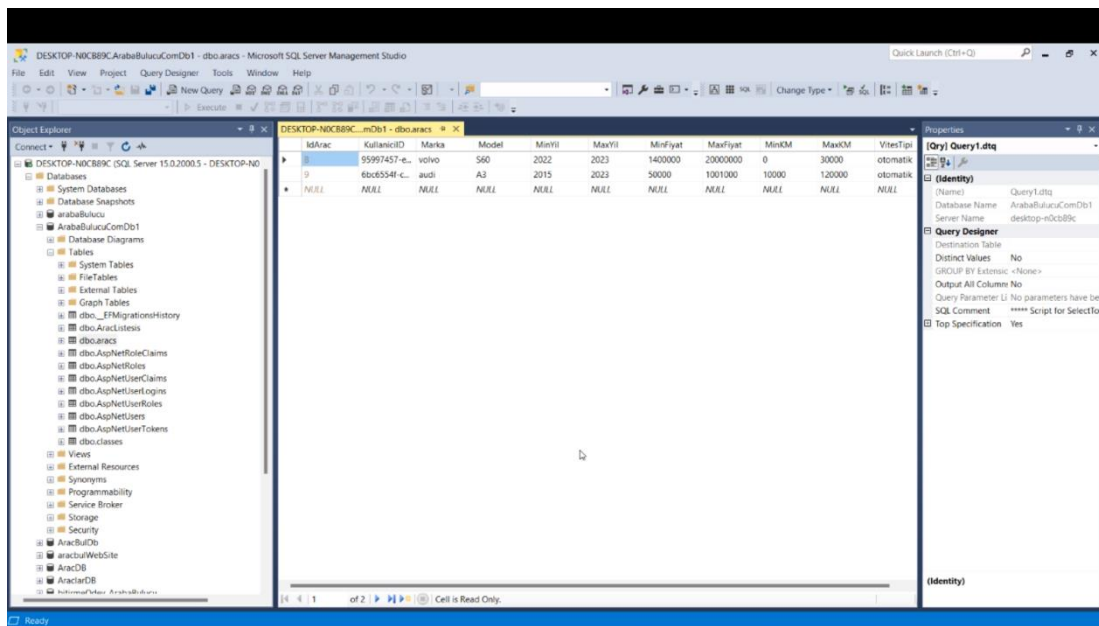 DESKTOP-N0CB89C.ArabaBulucuComDb1 - dbo.aracs - Microsoft SQL Server Management Studio
Quick Launch (Ctrl+Q)
File Edit View Project Query Designer Tools Window Help
New Query
Change Type
Execute
Object Explorer
DESKTOP-N0CB89C...mDb1 - dbo.aracs
Properties
Connect
IdArac KullaniciID Marka Model MinYil MaxYil MinFiyat MaxFiyat MinKM MaxKM VitesTipi
[Qry] Query1.dtq
8 95997457-e... volvo S60 2022 2023 1400000 20000000 0 30000 otomatik
9 6bc6554f-c... audi A3 2015 2023 50000 1001000 10000 120000 otomatik
NULL NULL NULL NULL NULL NULL NULL NULL NULL NULL NULL
DESKTOP-N0CB89C (SQL Server 15.0.2000.5 - DESKTOP-N0
Databases
System Databases
Database Snapshots
arabaBulucu
ArabaBulucuComDb1
Database Diagrams
Tables
System Tables
FileTables
External Tables
Graph Tables
dbo.__EFMigrationsHistory
dbo.AracListesis
dbo.aracs
dbo.AspNetRoleClaims
dbo.AspNetRoles
dbo.AspNetUserClaims
dbo.AspNetUserLogins
dbo.AspNetUserRoles
dbo.AspNetUsers
dbo.AspNetUserTokens
dbo.classes
Views
External Resources
Synonyms
Programmability
Service Broker
Storage
Security
AracBulDb
aracbulWebSite
AracDB
AraclarDB
(Identity)
(Name) Query1.dtq
Database Name ArabaBulucuComDb1
Server Name desktop-n0cb89c
Query Designer
Destination Table
Distinct Values No
GROUP BY Extensic <None>
Output All Column: No
Query Parameter Li No parameters have be
SQL Comment ***** Script for SelectTo
Top Specification Yes
(Identity)
1 of 2 Cell is Read Only.
Ready